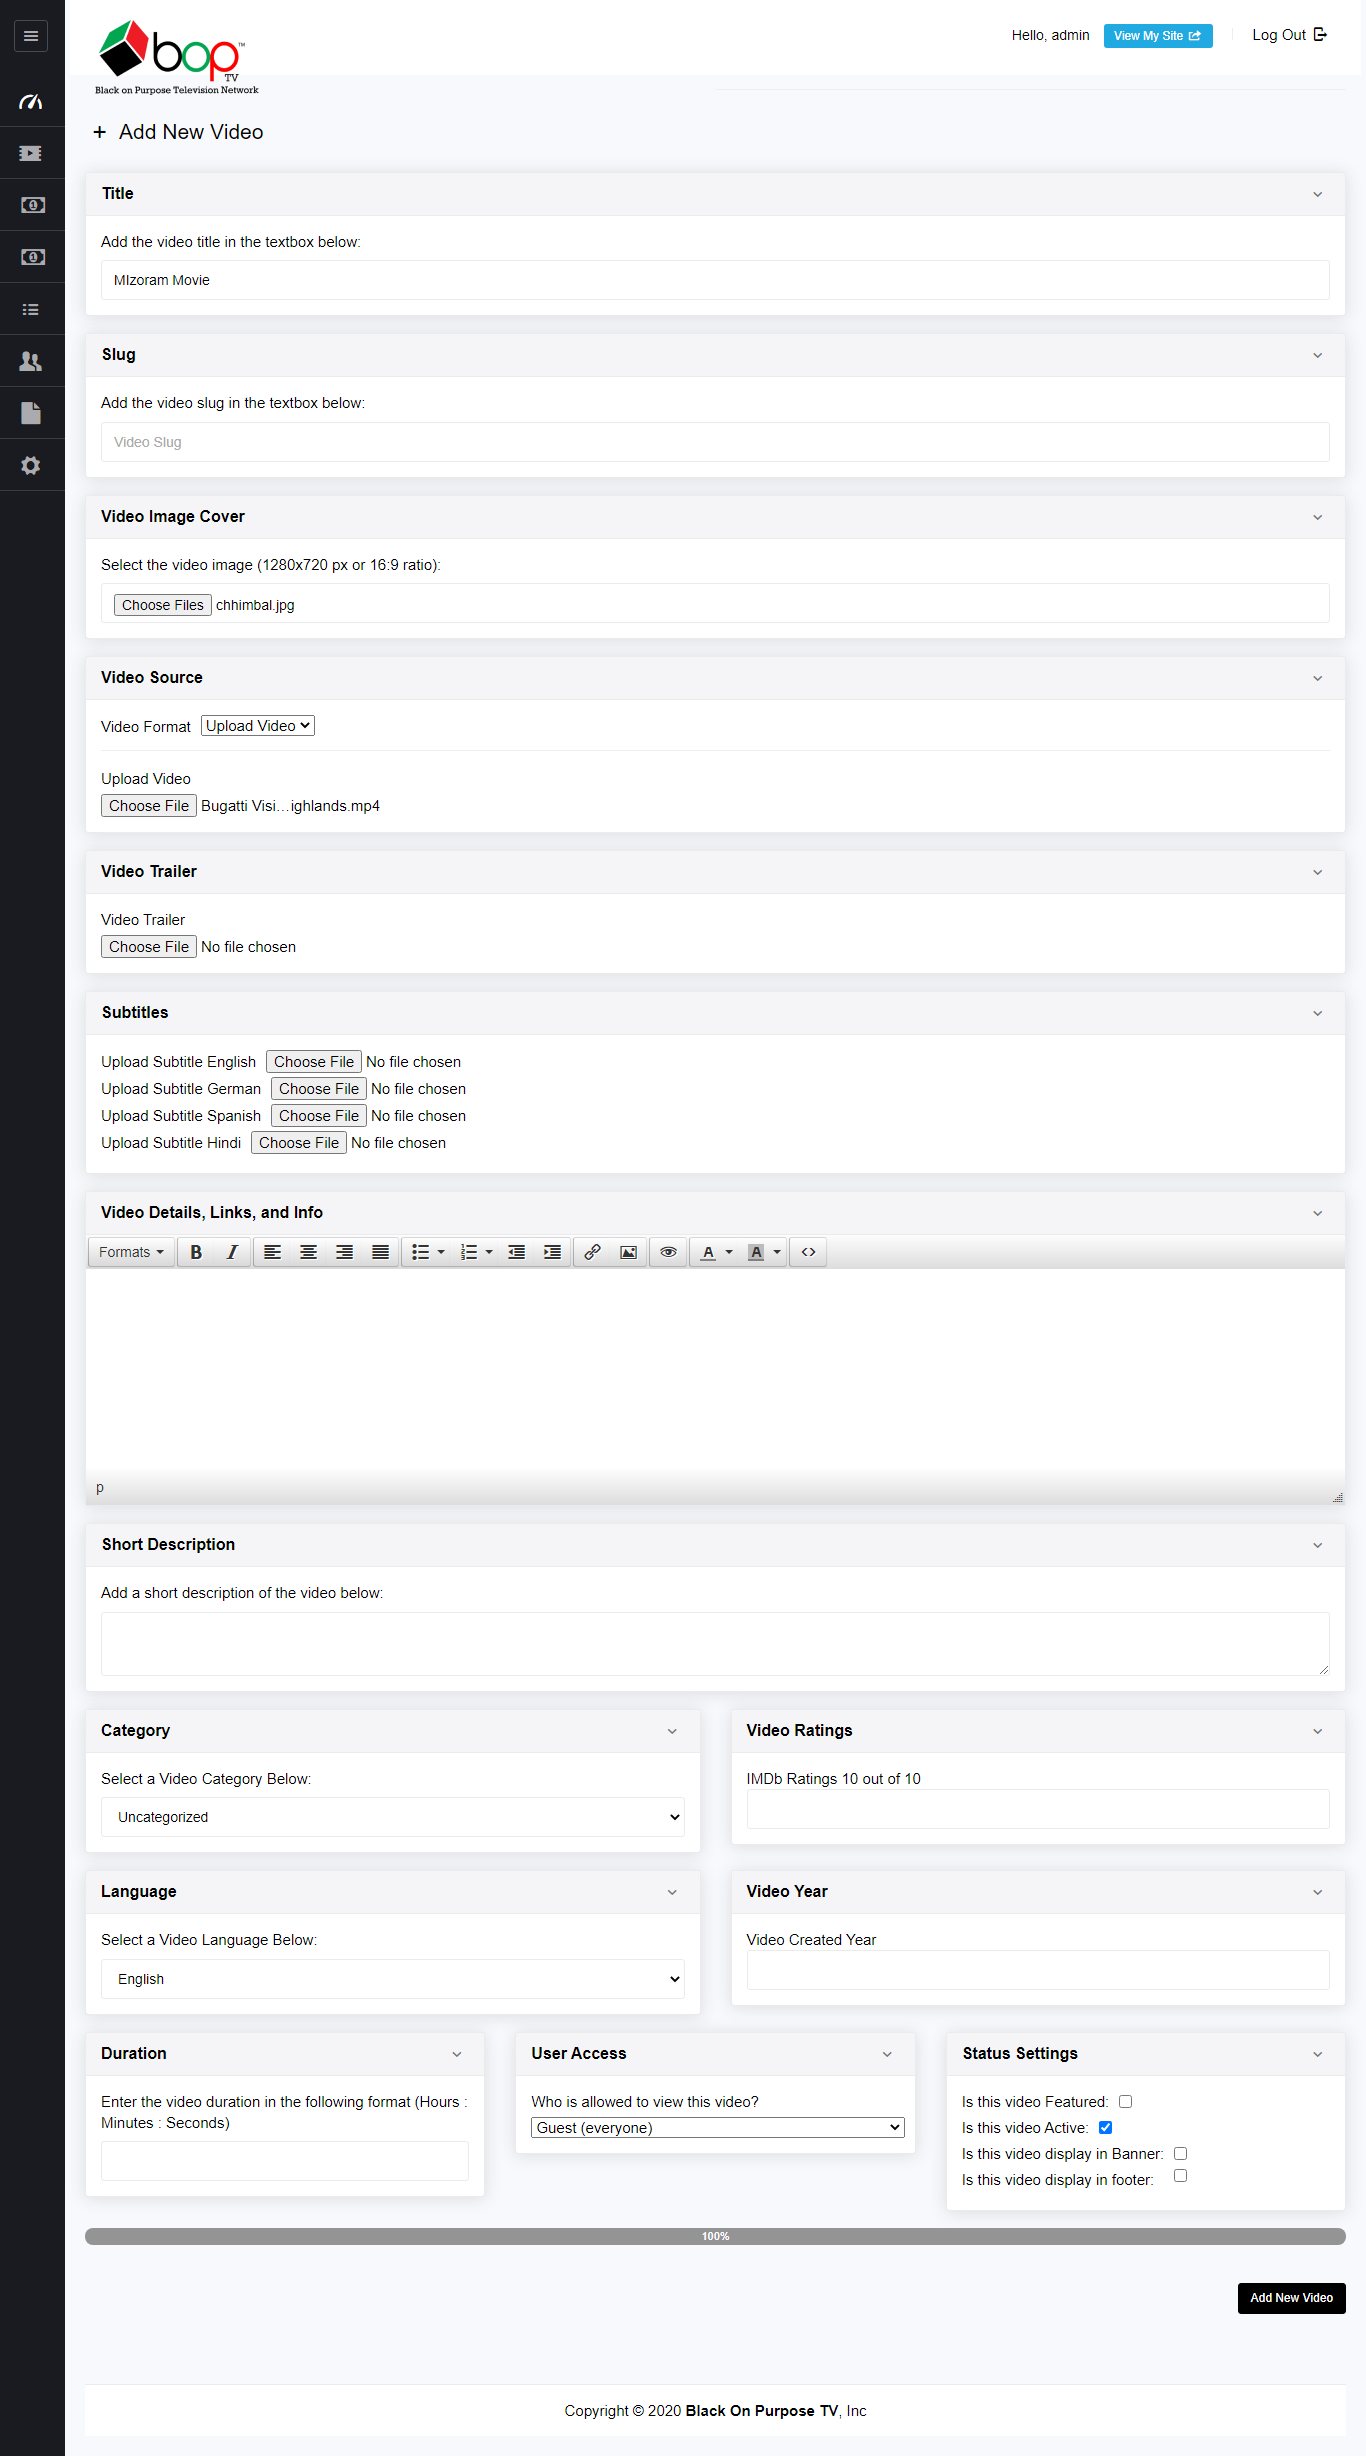 bop™
TV
Black on Purpose Television Network
Hello, admin
View My Site
Log Out
+ Add New Video
Title
Add the video title in the textbox below:
MIzoram Movie
Slug
Add the video slug in the textbox below:
Video Slug
Video Image Cover
Select the video image (1280x720 px or 16:9 ratio):
Choose Files chhimbal.jpg
Video Source
Video Format Upload Video
Upload Video
Choose File Bugatti Visi...ighlands.mp4
Video Trailer
Video Trailer
Choose File No file chosen
Subtitles
Upload Subtitle English Choose File No file chosen
Upload Subtitle German Choose File No file chosen
Upload Subtitle Spanish Choose File No file chosen
Upload Subtitle Hindi Choose File No file chosen
Video Details, Links, and Info
Formats B I A A <>
p
Short Description
Add a short description of the video below:
Category
Select a Video Category Below:
Uncategorized
Video Ratings
IMDb Ratings 10 out of 10
Language
Select a Video Language Below:
English
Video Year
Video Created Year
Duration
Enter the video duration in the following format (Hours :
Minutes : Seconds)
User Access
Who is allowed to view this video?
Guest (everyone)
Status Settings
Is this video Featured:
Is this video Active:
Is this video display in Banner:
Is this video display in footer:
100%
Add New Video
Copyright © 2020 Black On Purpose TV, Inc